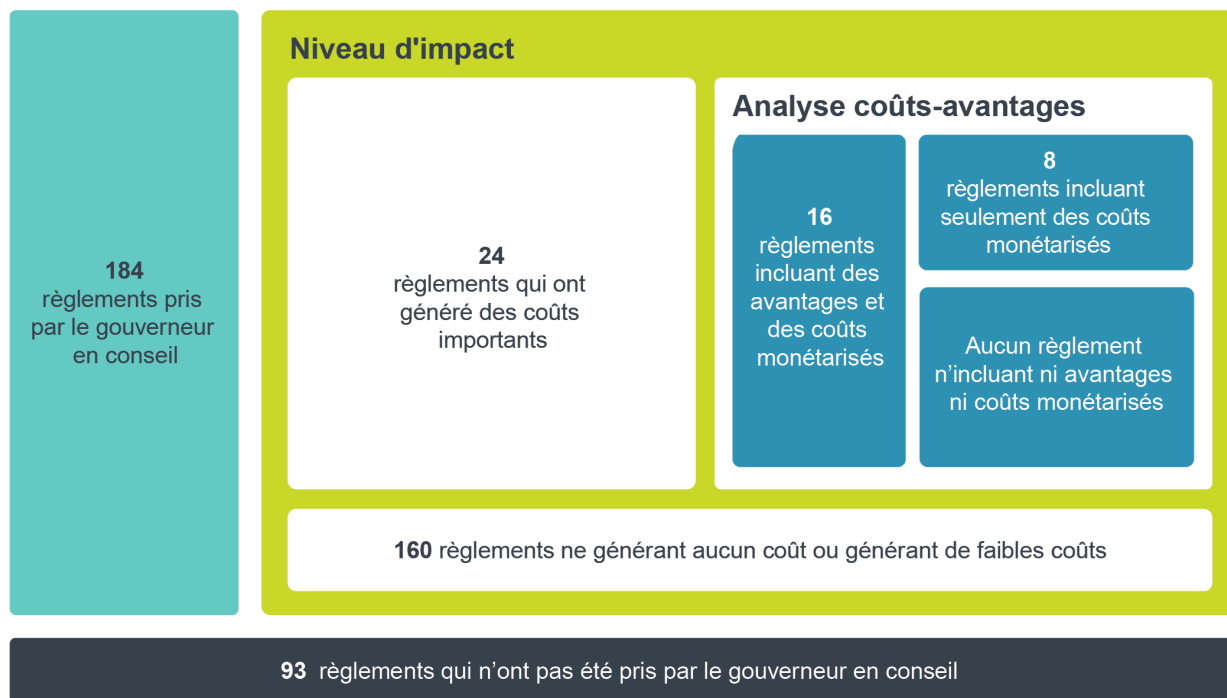 184
règlements pris
par le gouverneur
en conseil
Niveau d'impact
24
règlements qui ont
généré des coûts
importants
Analyse coûts-avantages
16
règlements
incluant des
avantages et
des coûts
monétarisés
8
règlements incluant
seulement des coûts
monétarisés
Aucun règlement
n’incluant ni avantages
ni coûts monétarisés
160 règlements ne générant aucun coût ou générant de faibles coûts
93 règlements qui n’ont pas été pris par le gouverneur en conseil